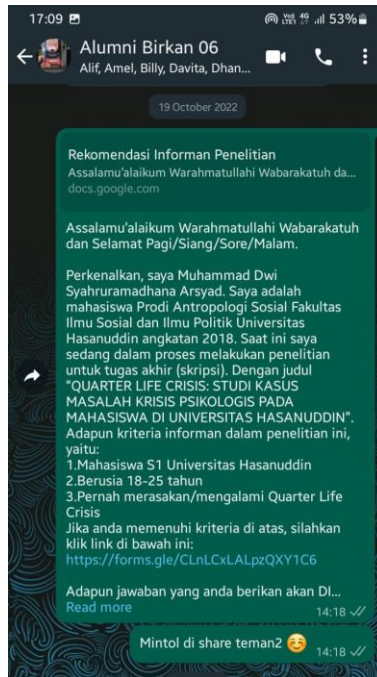 17:09
4G
53%
Alumni Birkan 06
Alif, Amel, Billy, Davita, Dhan...
19 October 2022
Rekomendasi Informan Penelitian
Assalamu'alaikum Warahmatullahi Wabarakatuh da...
docs.google.com
Assalamu'alaikum Warahmatullahi Wabarakatuh
dan Selamat Pagi/Siang/Sore/Malam.
Perkenalkan, saya Muhammad Dwi
Syahruramadhana Arsyad. Saya adalah
mahasiswa Prodi Antropologi Sosial Fakultas
Ilmu Sosial dan Ilmu Politik Universitas
Hasanuddin angkatan 2018. Saat ini saya
sedang dalam proses melakukan penelitian
untuk tugas akhir (skripsi). Dengan judul
"QUARTER LIFE CRISIS: STUDI KASUS
MASALAH KRISIS PSIKOLOGIS PADA
MAHASISWA DI UNIVERSITAS HASANUDDIN".
Adapun kriteria informan dalam penelitian ini,
yaitu:
1.Mahasiswa S1 Universitas Hasanuddin
2.Berusia 18-25 tahun
3.Pernah merasakan/mengalami Quarter Life
Crisis
Jika anda memenuhi kriteria di atas, silahkan
klik link di bawah ini:
https://forms.gle/CLnLCxLALpzQXY1C6
Adapun jawaban yang anda berikan akan DI...
Read more
14:18
Mintol di share teman2 ☺️
14:18